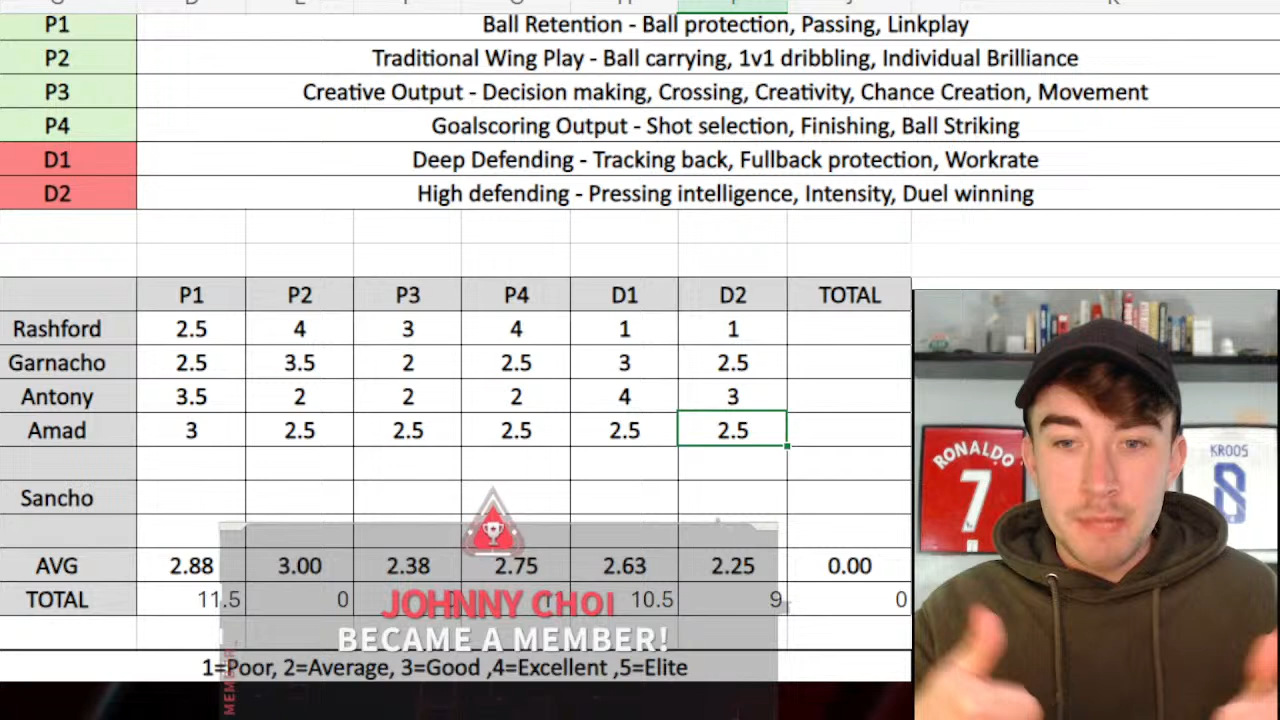 P1 Ball Retention - Ball protection, Passing, Linkplay
P2 Traditional Wing Play - Ball carrying, 1v1 dribbling, Individual Brilliance
P3 Creative Output - Decision making, Crossing, Creativity, Chance Creation, Movement
P4 Goalscoring Output - Shot selection, Finishing, Ball Striking
D1 Deep Defending - Tracking back, Fullback protection, Workrate
D2 High defending - Pressing intelligence, Intensity, Duel winning
P1 P2 P3 P4 D1 D2 TOTAL
Rashford 2.5 4 3 4 1 1
Garnacho 2.5 3.5 2 2.5 3 2.5
Antony 3.5 2 2 2 4 3
Amad 3 2.5 2.5 2.5 2.5 2.5
Sancho
AVG 2.88 3.00 2.38 2.75 2.63 2.25 0.00
TOTAL 11.5 0 10.5 9 0
JOHNNY CHOI
BECAME A MEMBER!
1=Poor, 2=Average, 3=Good ,4=Excellent ,5=Elite
RONALDO
7
KROOS
8